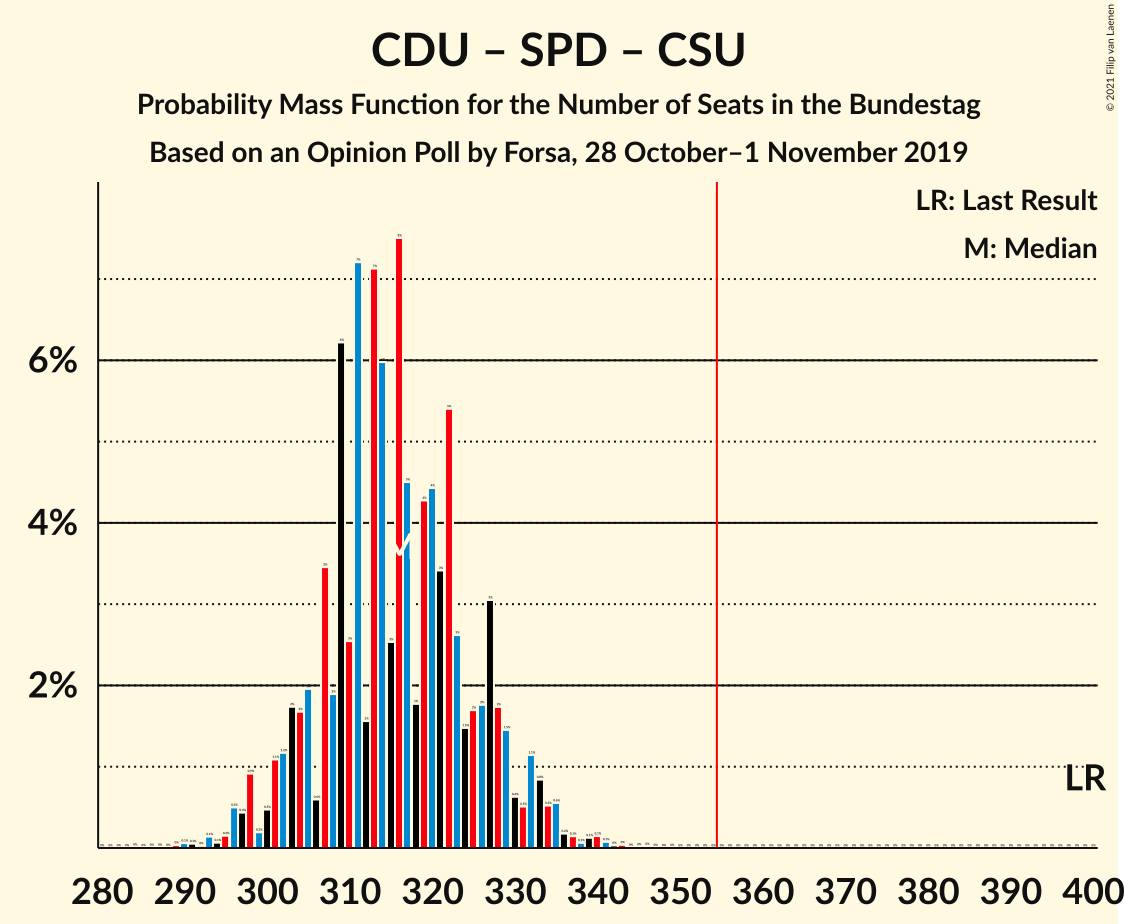 CDU – SPD – CSU
Probability Mass Function for the Number of Seats in the Bundestag
Based on an Opinion Poll by Forsa, 28 October–1 November 2019
© 2021 Filip van Laenen
LR: Last Result
M: Median
6%
4%
2%
LR
280 290 300 310 320 330 340 350 360 370 380 390 400